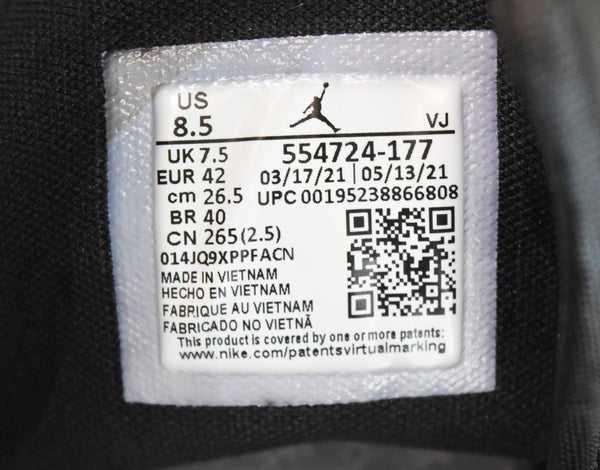 US
8.5 VJ
UK 7.5 554724-177
EUR 42 03/17/21 | 05/13/21
cm 26.5 UPC 00195238866808
BR 40
CN 265(2.5)
014JQ9XPPFACN
MADE IN VIETNAM
HECHO EN VIETNAM
FABRIQUE AU VIETNAM
FABRICADO NO VIETNÃ
This product is covered by one or more patents:
www.nike.com/patentsvirtualmarking